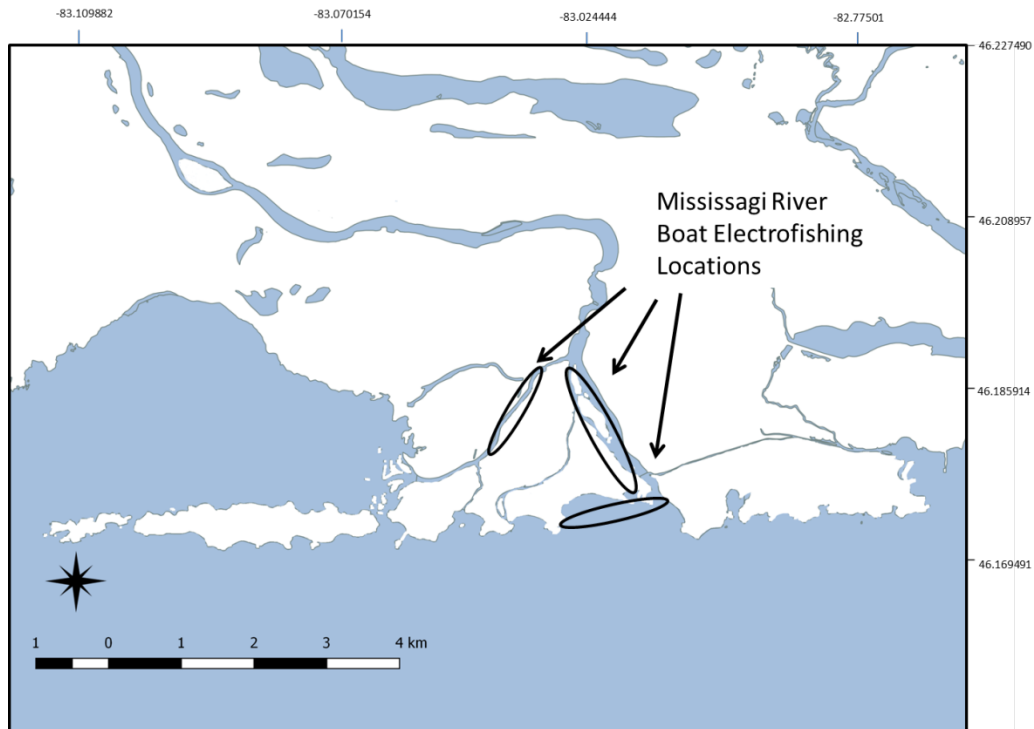 -83.109882 -83.070154 -83.024444 -82.77501
46.227490
Mississagi River
Boat Electrofishing
Locations
46.208957
46.185914
46.169491
1 0 1 2 3 4 km